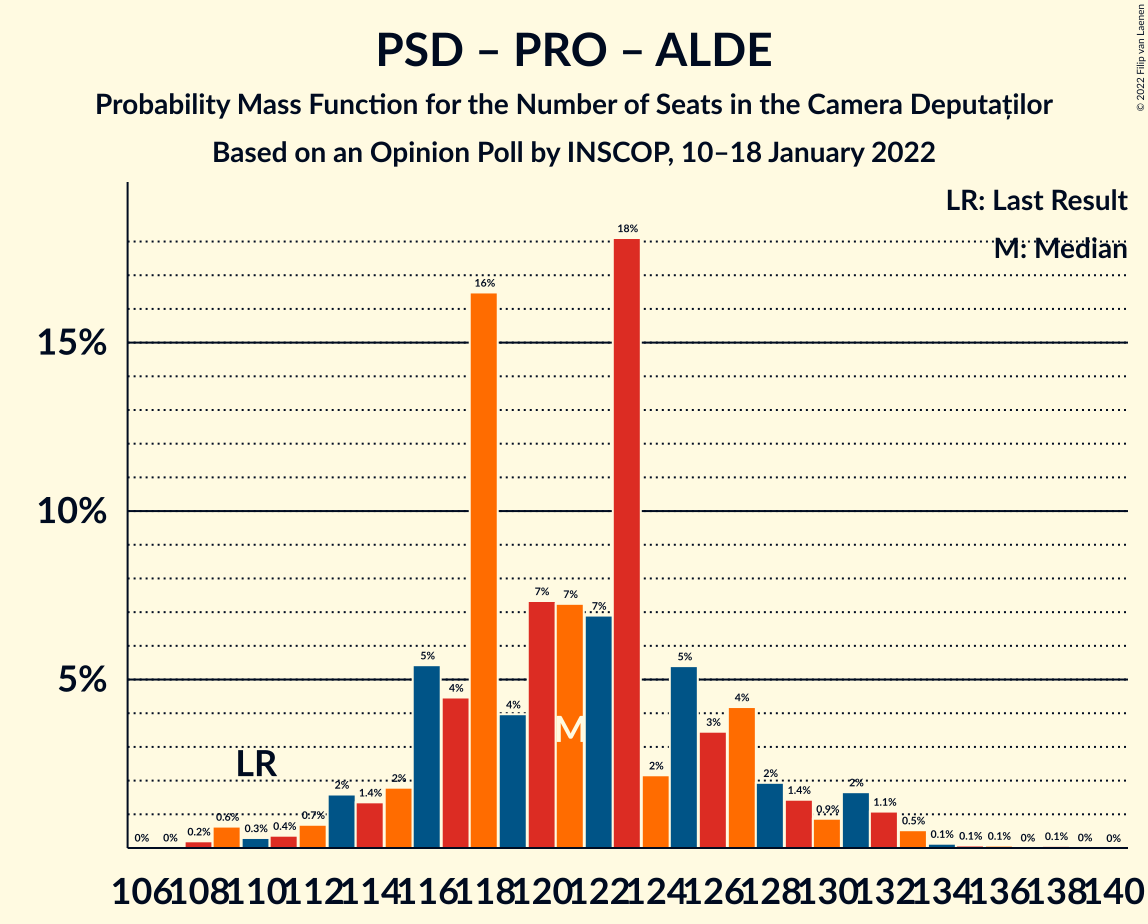 PSD – PRO – ALDE
Probability Mass Function for the Number of Seats in the Camera Deputaților
Based on an Opinion Poll by INSCOP, 10–18 January 2022
© 2022 Filip van Laenen
LR: Last Result
M: Median
15%
10%
5%
0% 0% 0.2% 0.6% 0.3% 0.4% 0.7% 2% 1.4% 2% 5% 4% 16% 4% 7% 7% 7% 18% 2% 5% 3% 4% 2% 1.4% 0.9% 2% 1.1% 0.5% 0.1% 0.1% 0.1% 0% 0.1% 0% 0%
LR
M
106 108 110 112 114 116 118 120 122 124 126 128 130 132 134 136 138 140